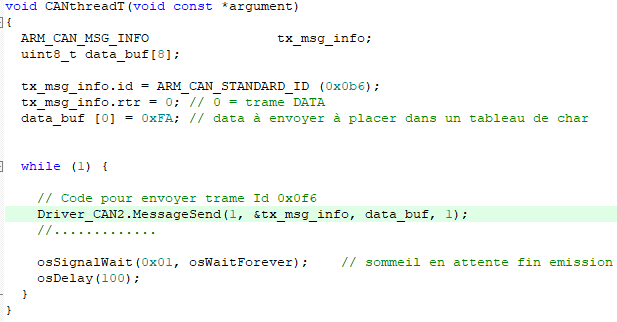 void CANthreadT(void const *argument)
{
ARM_CAN_MSG_INFO tx_msg_info;
uint8_t data_buf[8];
tx_msg_info.id = ARM_CAN_STANDARD_ID (0x0b6);
tx_msg_info.rtr = 0; // 0 = trame DATA
data_buf [0] = 0xFA; // data à envoyer à placer dans un tableau de char
while (1) {
// Code pour envoyer trame Id 0x0f6
Driver_CAN2.MessageSend(1, &tx_msg_info, data_buf, 1);
//.............
osSignalWait(0x01, osWaitForever); // sommeil en attente fin emission
osDelay(100);
}
}